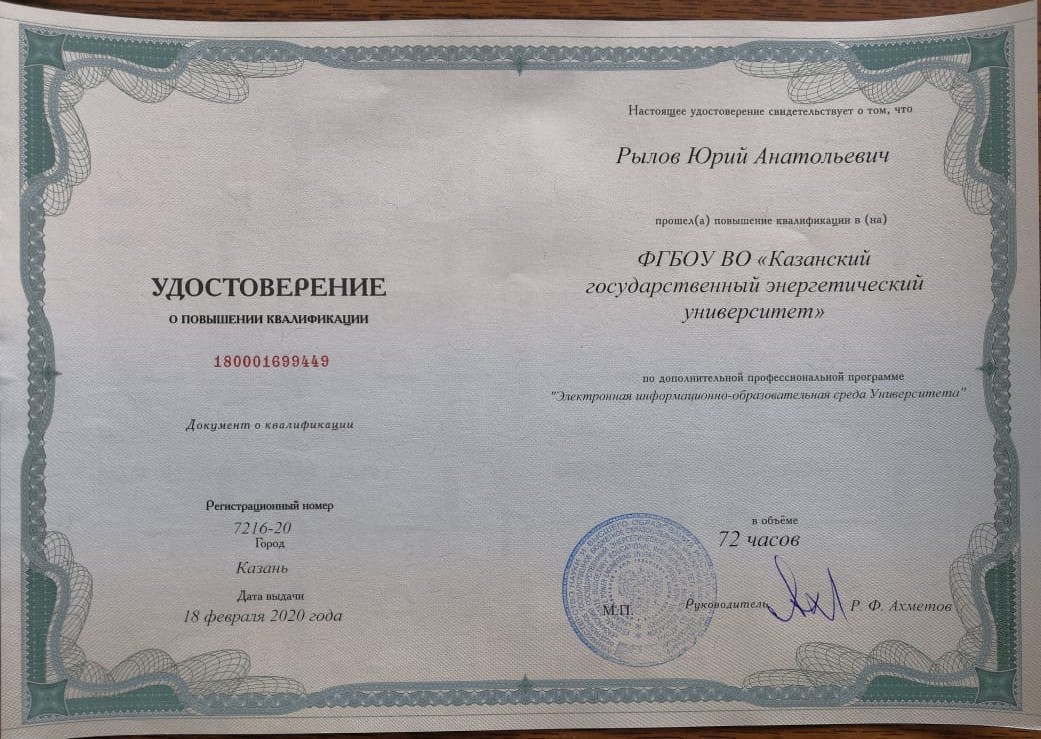 УДОСТОВЕРЕНИЕ
О ПОВЫШЕНИИ КВАЛИФИКАЦИИ
180001699449
Документ о квалификации
Регистрационный номер
7216-20
Город
Казань
Дата выдачи
18 февраля 2020 года
Настоящее удостоверение свидетельствует о том, что
Рылов Юрий Анатольевич
прошел(а) повышение квалификации в (на)
ФГБОУ ВО «Казанский
государственный энергетический
университет»
по дополнительной профессиональной программе
"Электронная информационно-образовательная среда Университета"
в объёме
72 часов
М.П.
Руководитель
Р. Ф. Ахметов